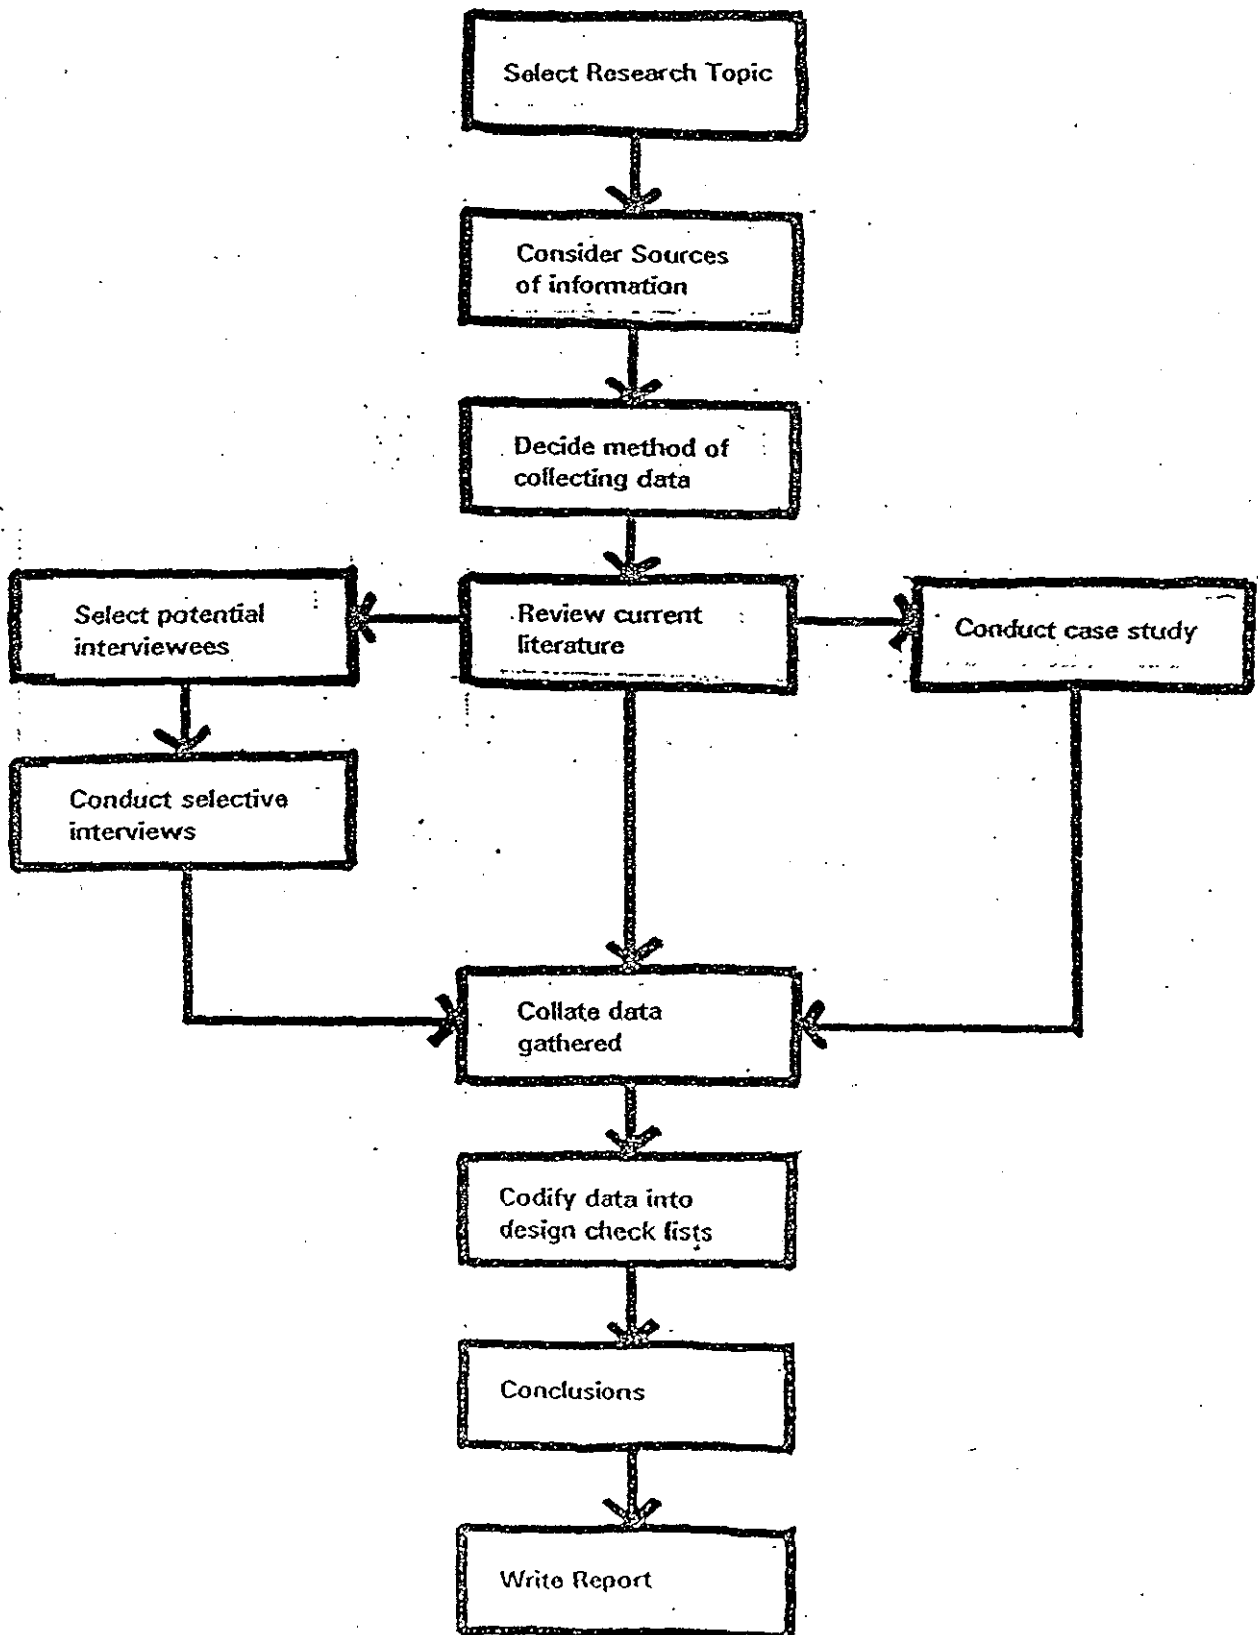 Select Research Topic
Consider Sources
of information
Decide method of
collecting data
Select potential
interviewees
Review current
literature
Conduct case study
Conduct selective
interviews
Collate data
gathered
Codify data into
design check lists
Conclusions
Write Report